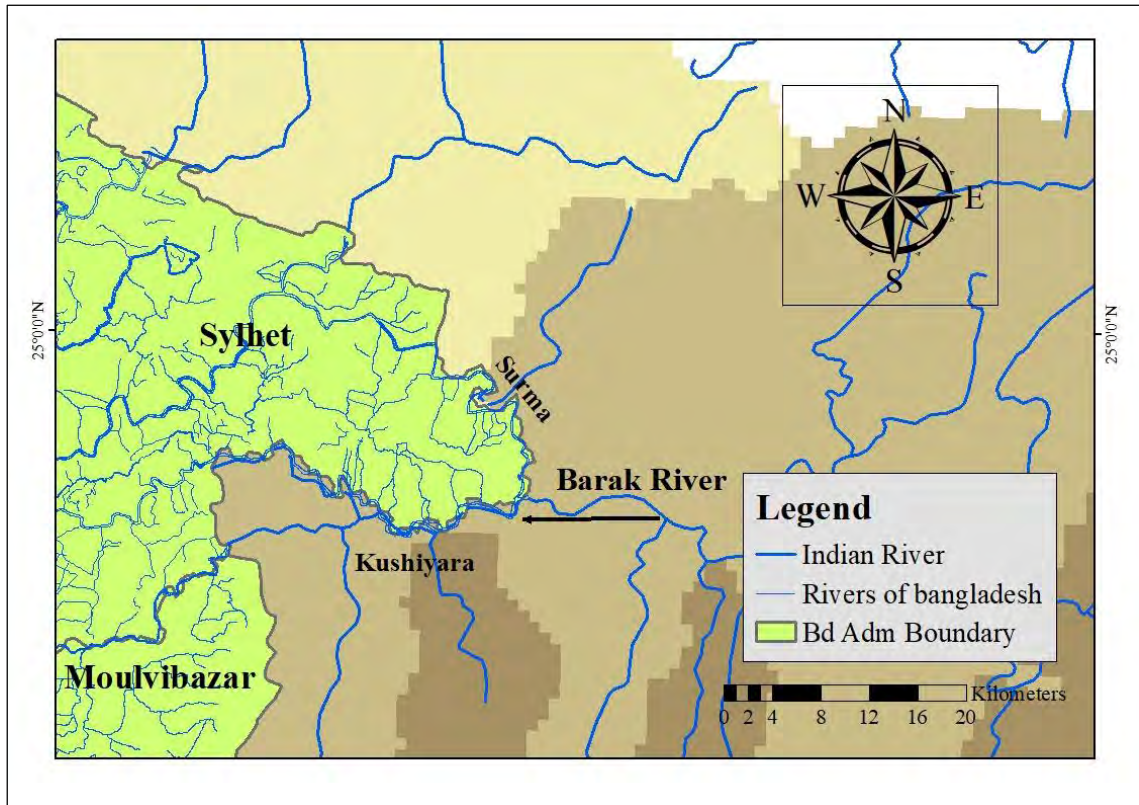 N
W E
S
25°0'0"N
25°0'0"N
Sylhet
Surma
Barak River
Kushiyara
Moulvibazar
Legend
Indian River
Rivers of bangladesh
Bd Adm Boundary
Kilometers
0 2 4 8 12 16 20